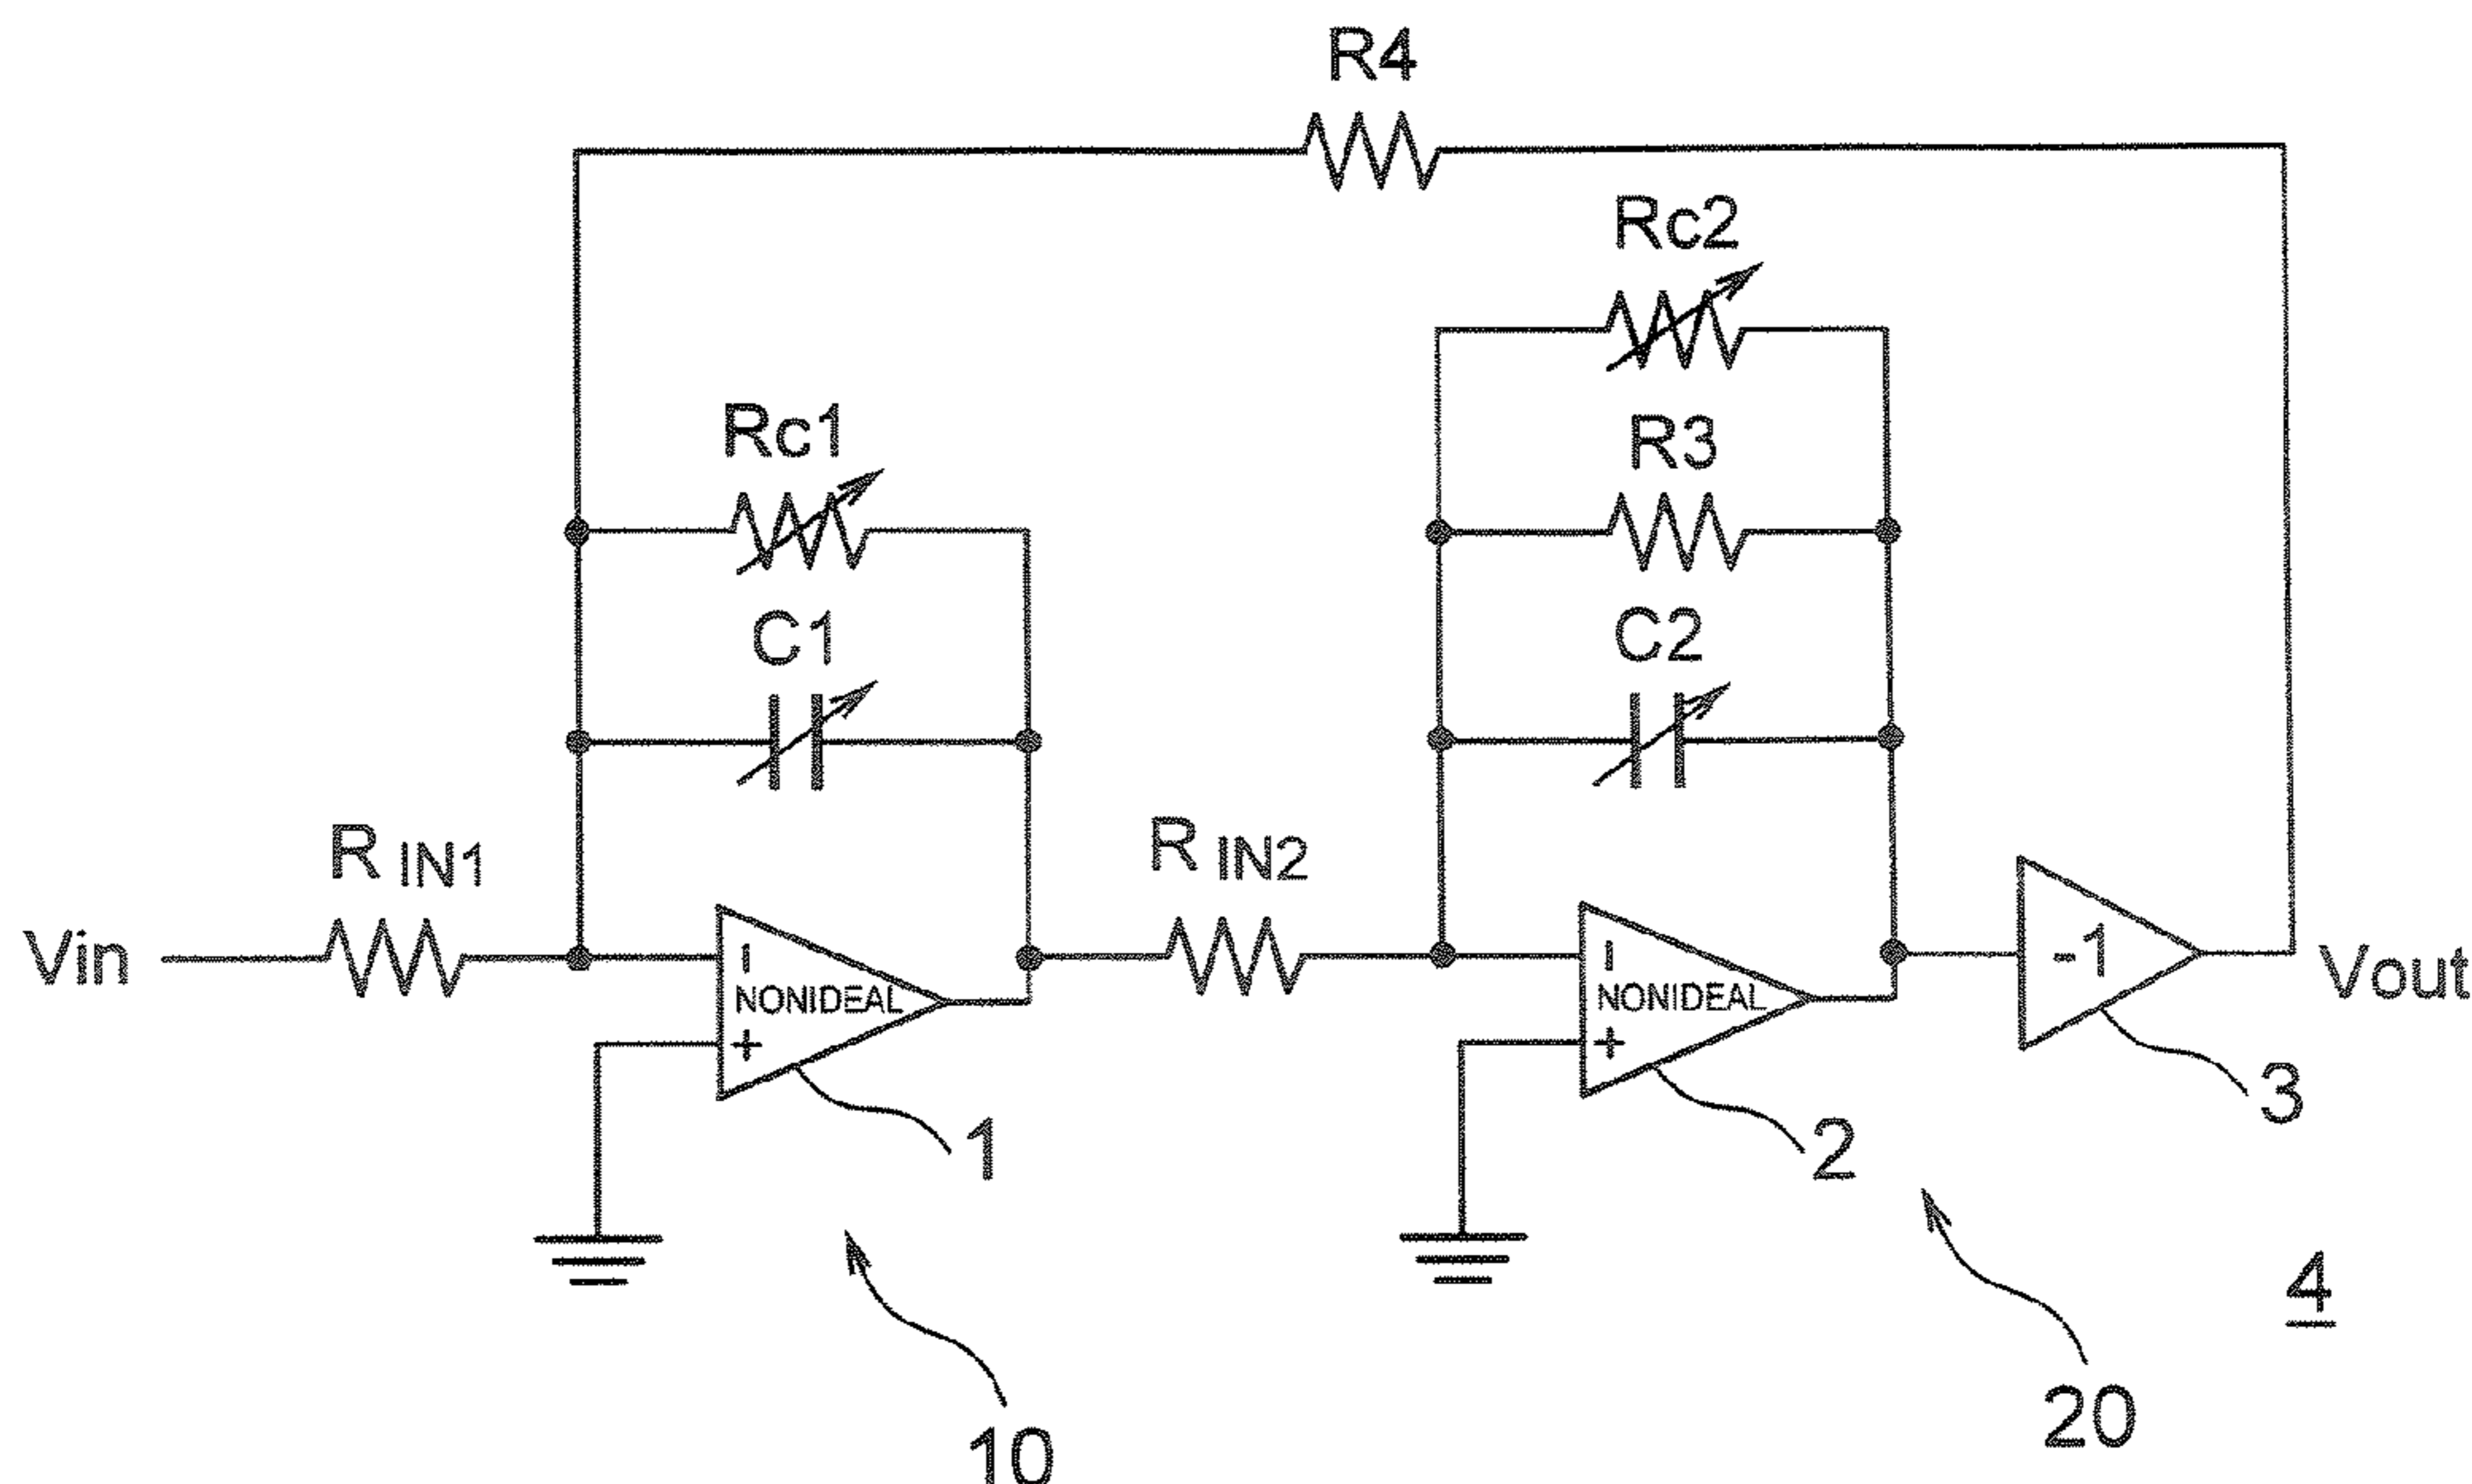 R4
Rc2
Rc1
R3
C1
C2
R IN1
R IN2
Vin
-
NONIDEAL
+
-
NONIDEAL
+
-1
Vout
1
2
3
4
10
20